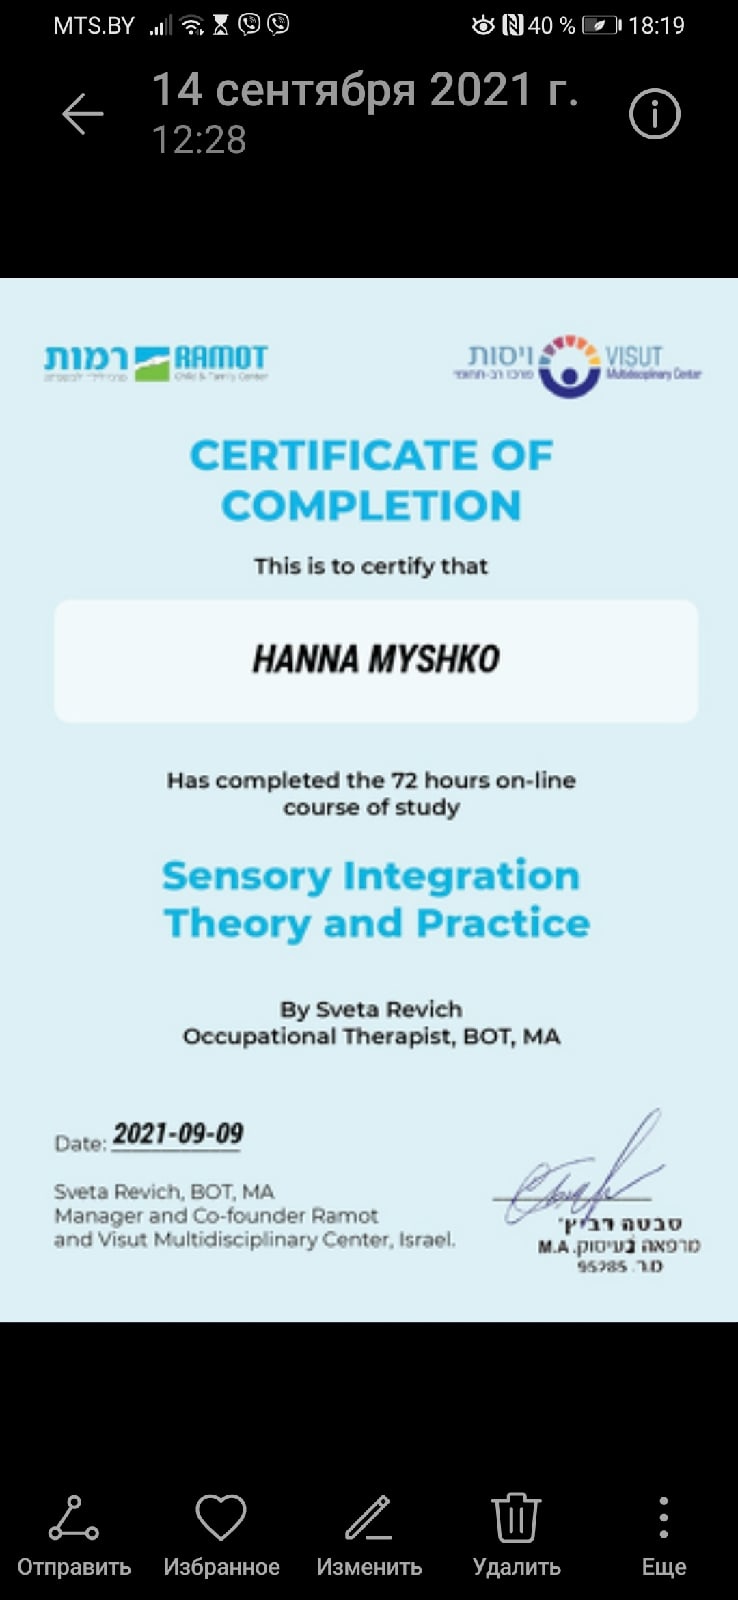 MTS.BY 40 % 18:19
14 сентября 2021 г.
12:28
רמות RAMOT
Child & Family Center
ויסות VISUT
מרכז רב-תחומי Multidisciplinary Center
CERTIFICATE OF
COMPLETION
This is to certify that
HANNA MYSHKO
Has completed the 72 hours on-line
course of study
Sensory Integration
Theory and Practice
By Sveta Revich
Occupational Therapist, BOT, MA
Date: 2021-09-09
Sveta Revich, BOT, MA
Manager and Co-founder Ramot
and Visut Multidisciplinary Center, Israel.
סבטה רביץ'
מרפאה בעיסוק M.A.
מ.ר. 95285
Отправить Избранное Изменить Удалить Еще